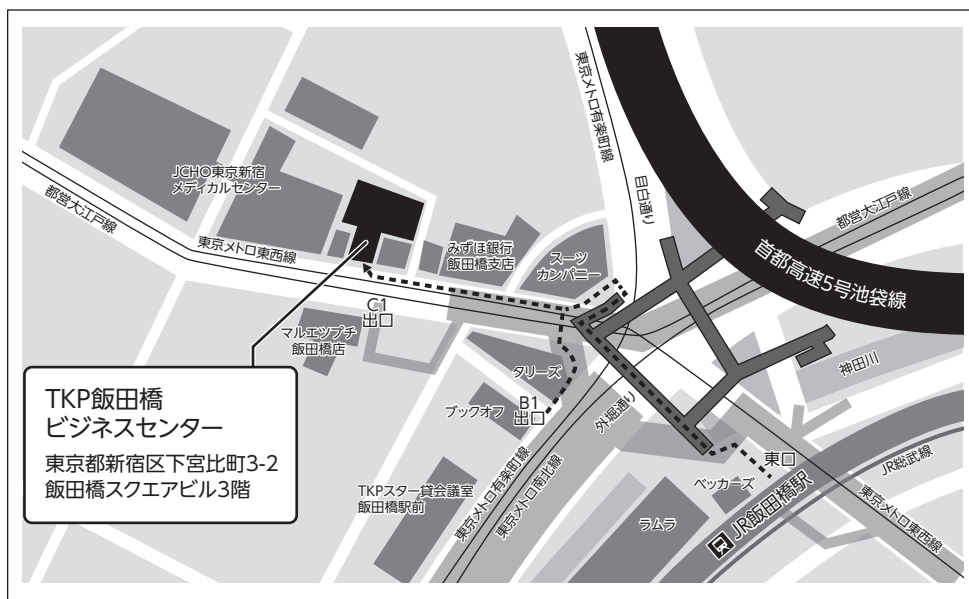 東京メトロ有楽町線
目白通り
都営大江戸線
首都高速5号池袋線
JCHO東京新宿
メディカルセンター
都営大江戸線
東京メトロ東西線
みずほ銀行
飯田橋支店
スーツ
カンパニー
C1
出口
マルエツプチ
飯田橋店
タリーズ
神田川
TKP飯田橋
ビジネスセンター
東京都新宿区下宮比町3-2
飯田橋スクエアビル3階
ブックオフ
B1
出口
外堀通り
東口
JR総武線
ベッカーズ
TKPスター貸会議室
飯田橋駅前
東京メトロ有楽町線
東京メトロ南北線
ラムラ
JR飯田橋駅
東京メトロ東西線